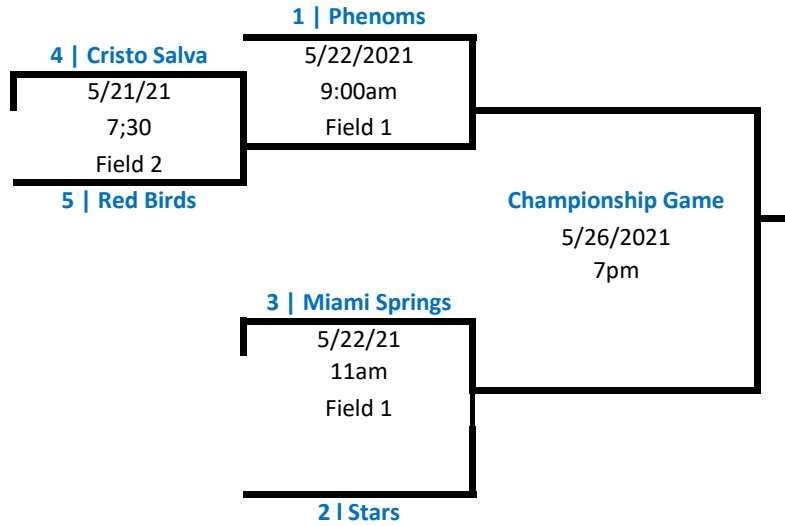 1 | Phenoms
4 | Cristo Salva
5/22/2021
5/21/21
9:00am
7;30
Field 1
Field 2
5 | Red Birds
Championship Game
5/26/2021
7pm
3 | Miami Springs
5/22/21
11am
Field 1
2 l Stars